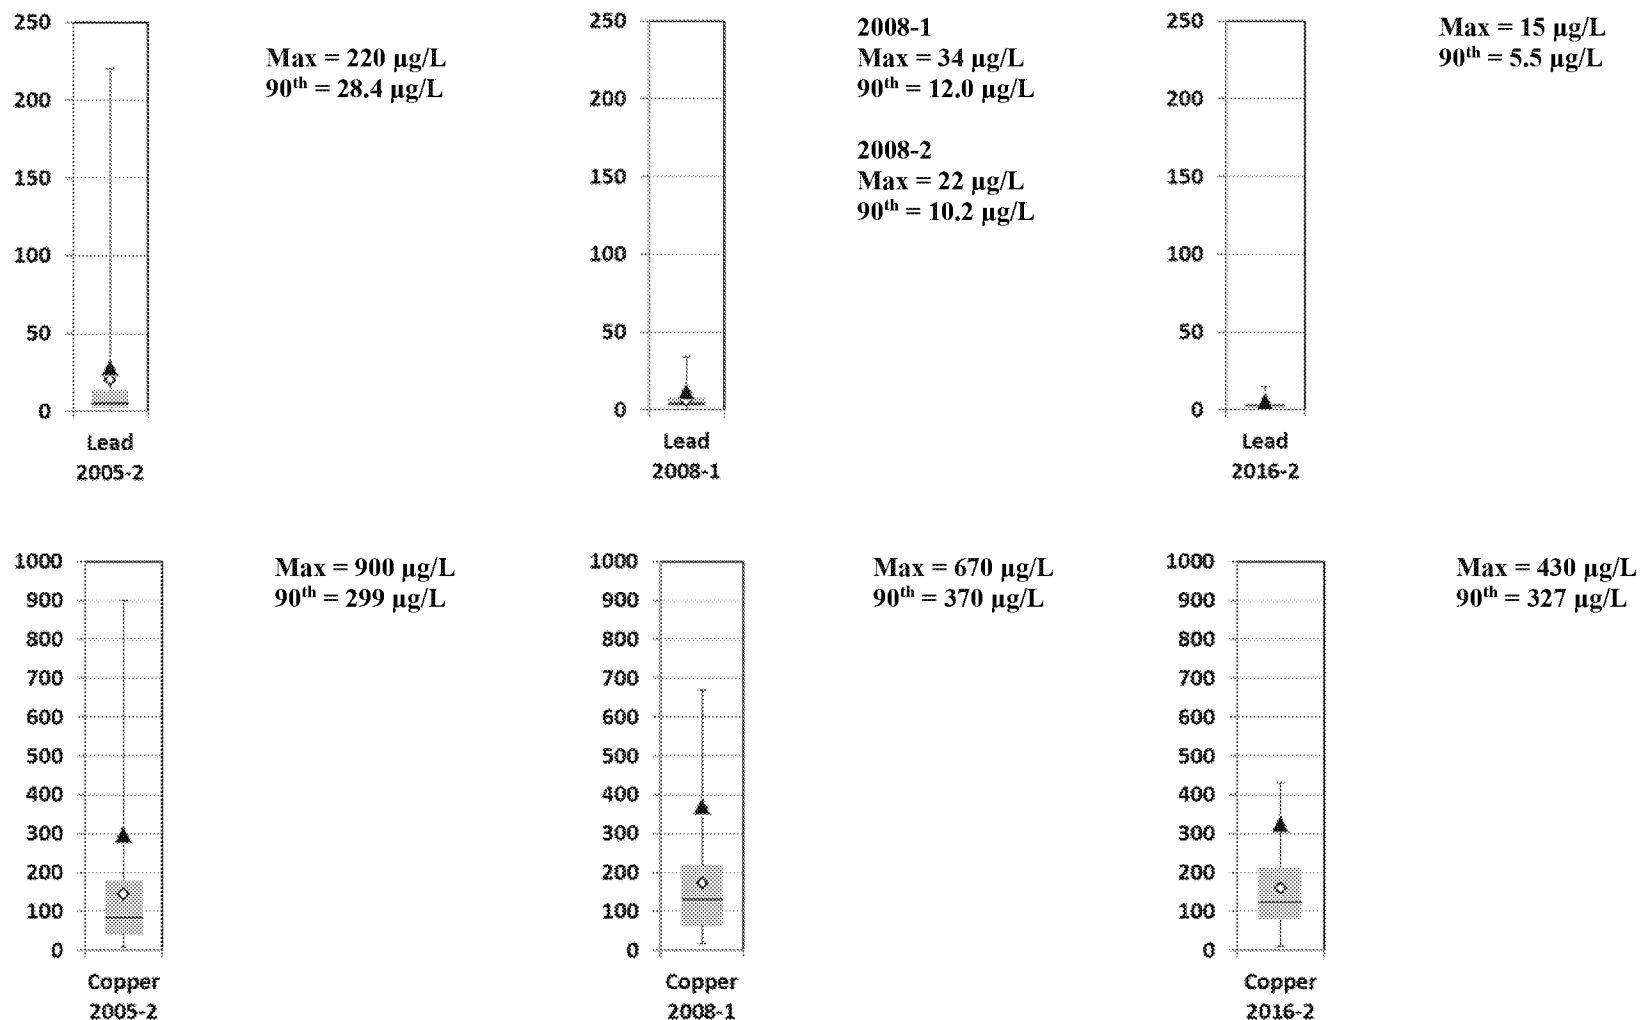 250
200
150
100
50
0
Lead
2005-2
Max = 220 µg/L
90th = 28.4 µg/L
250
200
150
100
50
0
Lead
2008-1
2008-1
Max = 34 µg/L
90th = 12.0 µg/L
2008-2
Max = 22 µg/L
90th = 10.2 µg/L
250
200
150
100
50
0
Lead
2016-2
Max = 15 µg/L
90th = 5.5 µg/L
1000
900
800
700
600
500
400
300
200
100
0
Copper
2005-2
Max = 900 µg/L
90th = 299 µg/L
1000
900
800
700
600
500
400
300
200
100
0
Copper
2008-1
Max = 670 µg/L
90th = 370 µg/L
1000
900
800
700
600
500
400
300
200
100
0
Copper
2016-2
Max = 430 µg/L
90th = 327 µg/L